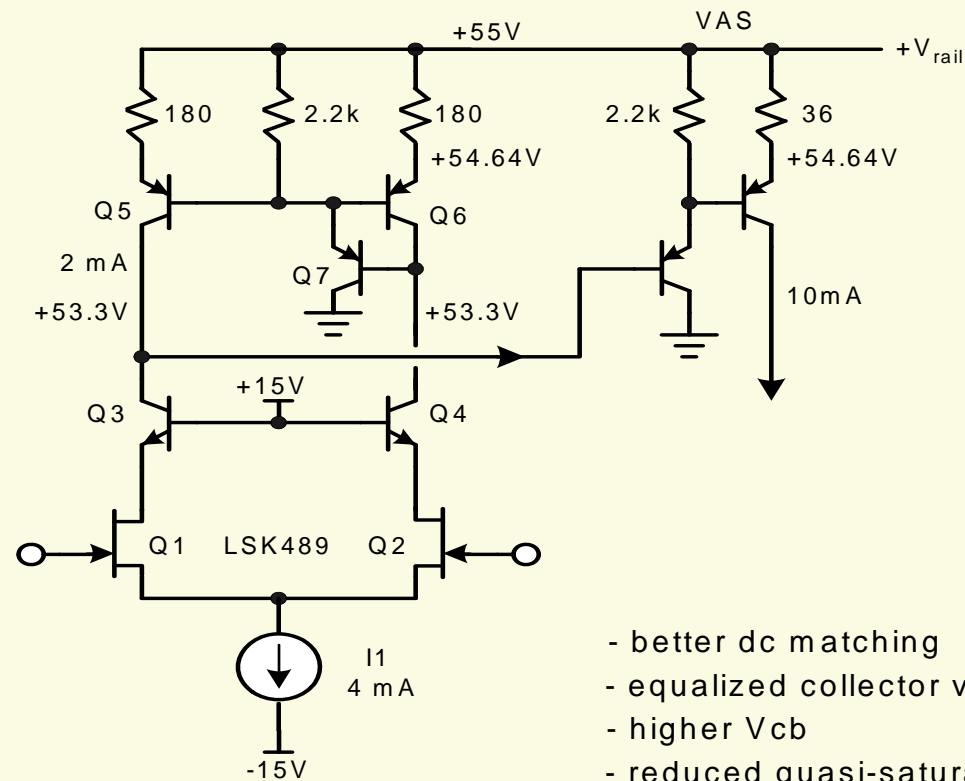 VAS
+55V
+Vrail
180
2.2k
180
2.2k
36
+54.64V
+54.64V
Q5
Q6
2 mA
Q7
+53.3V
+53.3V
10mA
+15V
Q3
Q4
Q1
LSK489
Q2
I1
4 mA
-15V
- better dc matching
- equalized collector v
- higher Vcb
- reduced quasi-satur